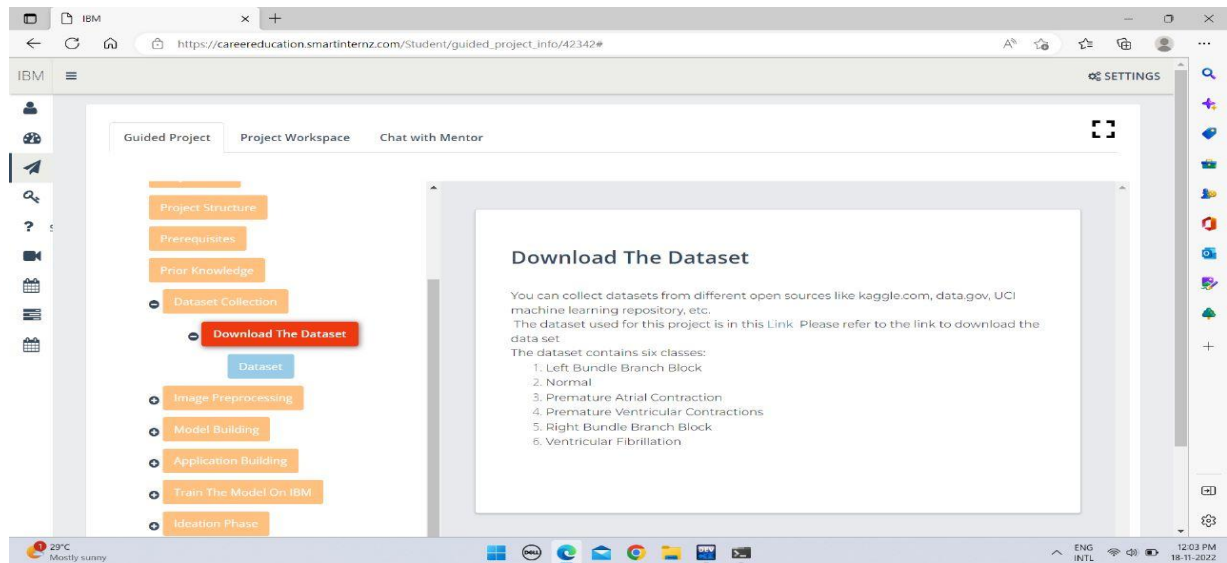 IBM
https://careereducation.smartinternz.com/Student/guided_project_info/42342#
IBM
SETTINGS
Guided Project
Project Workspace
Chat with Mentor
Project Structure
Prerequisites
Prior Knowledge
Dataset Collection
Download The Dataset
Dataset
Image Preprocessing
Model Building
Application Building
Train The Model On IBM
Ideation Phase
Download The Dataset
You can collect datasets from different open sources like kaggle.com, data.gov, UCI
machine learning repository, etc.
The dataset used for this project is in this Link Please refer to the link to download the
data set
The dataset contains six classes:
1. Left Bundle Branch Block
2. Normal
3. Premature Atrial Contraction
4. Premature Ventricular Contractions
5. Right Bundle Branch Block
6. Ventricular Fibrillation
29°C
Mostly sunny
DELL
DEV
ENG
INTL
12:03 PM
18-11-2022